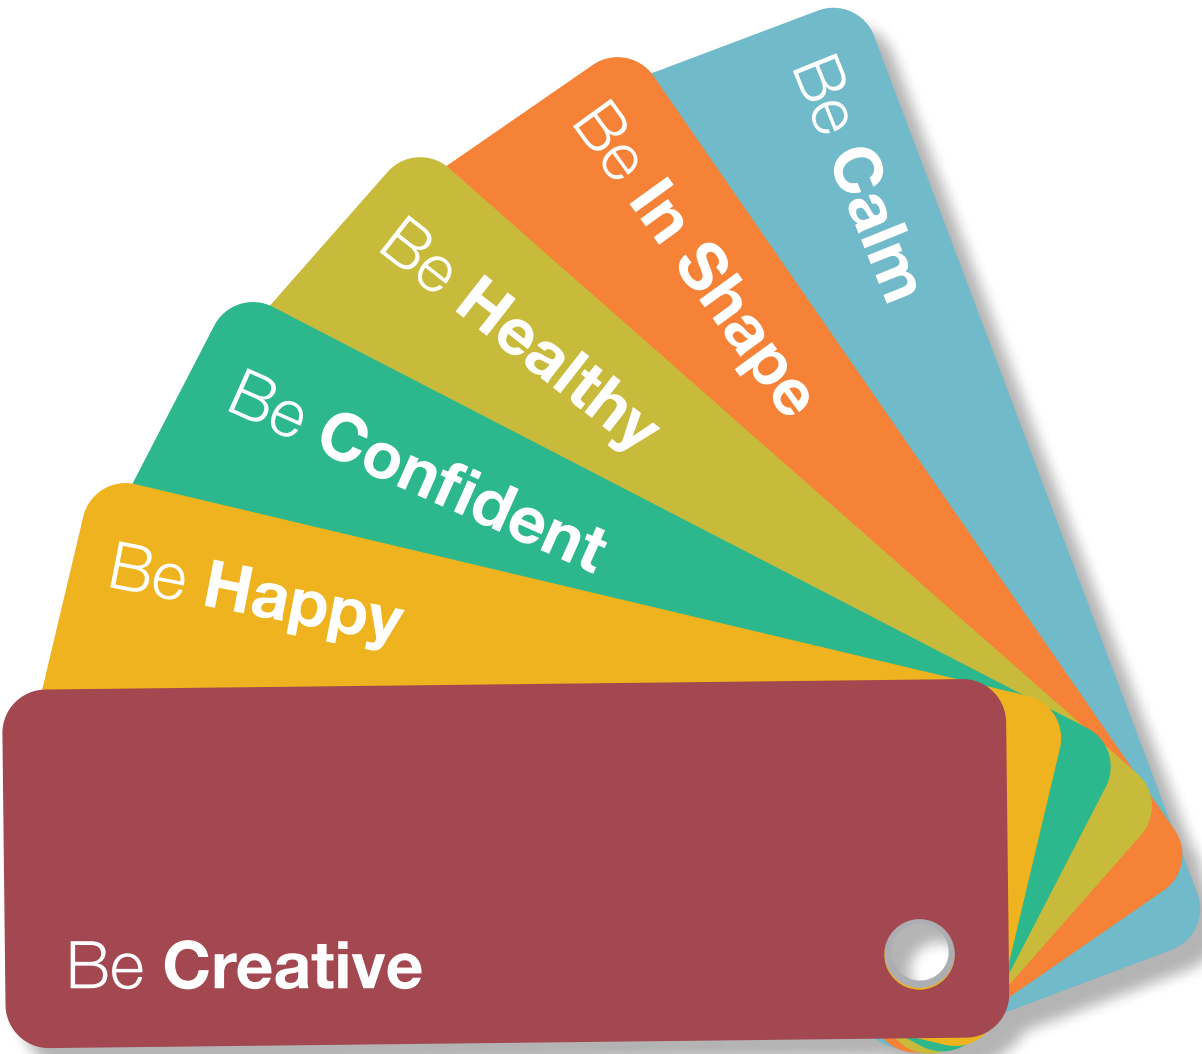 Be Calm
Be In Shape
Be Healthy
Be Confident
Be Happy
Be Creative